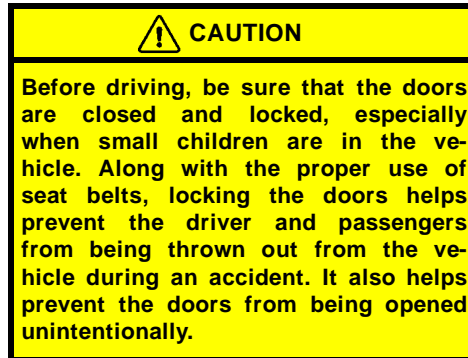 CAUTION
Before driving, be sure that the doors
are closed and locked, especially
when small children are in the ve-
hicle. Along with the proper use of
seat belts, locking the doors helps
prevent the driver and passengers
from being thrown out from the ve-
hicle during an accident. It also helps
prevent the doors from being opened
unintentionally.